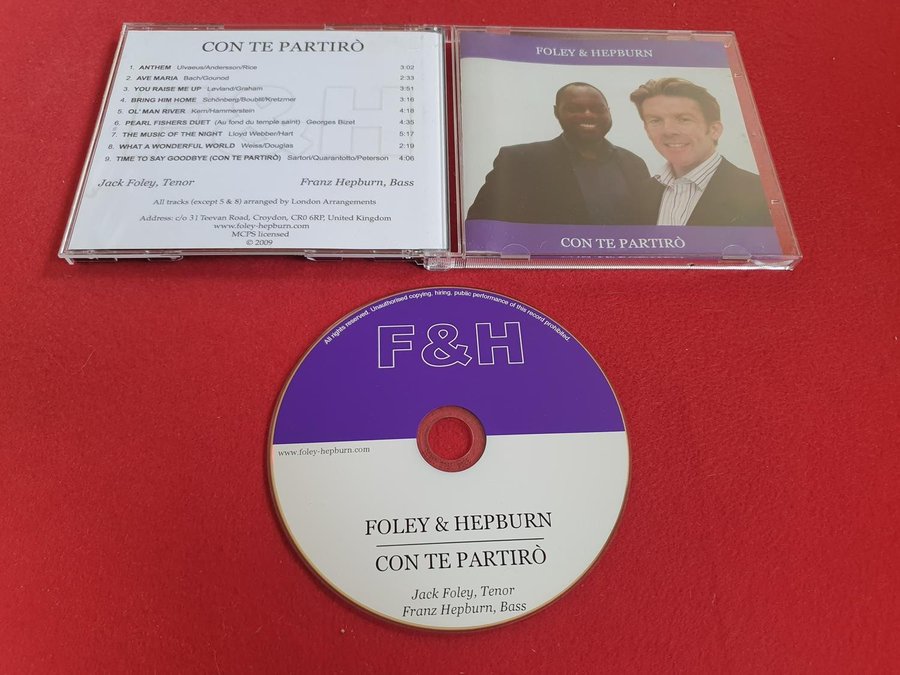 CON TE PARTIRÒ
1. ANTHEM Ulvaeus/Andersson/Rice 3:02
2. AVE MARIA Bach/Gounod 2:33
3. YOU RAISE ME UP Løvland/Graham 3:51
4. BRING HIM HOME Schönberg/Boublil/Kretzmer 3:16
5. OL' MAN RIVER Kern/Hammerstein 4:18
6. PEARL FISHERS DUET (Au fond du temple saint) Georges Bizet 4:35
7. THE MUSIC OF THE NIGHT Lloyd Webber/Hart 5:17
8. WHAT A WONDERFUL WORLD Weiss/Douglas 2:19
9. TIME TO SAY GOODBYE (CON TE PARTIRÒ) Sartori/Quarantotto/Peterson 4:06
Jack Foley, Tenor Franz Hepburn, Bass
All tracks (except 5 & 8) arranged by London Arrangements
Address: c/o 31 Teevan Road, Croydon, CR0 6RP, United Kingdom
www.foley-hepburn.com
MCPS licensed
© 2009
FOLEY & HEPBURN
CON TE PARTIRÒ
All rights reserved. Unauthorised copying, hiring, public performance of this record prohibited.
F&H
www.foley-hepburn.com
FOLEY & HEPBURN
CON TE PARTIRÒ
Jack Foley, Tenor
Franz Hepburn, Bass